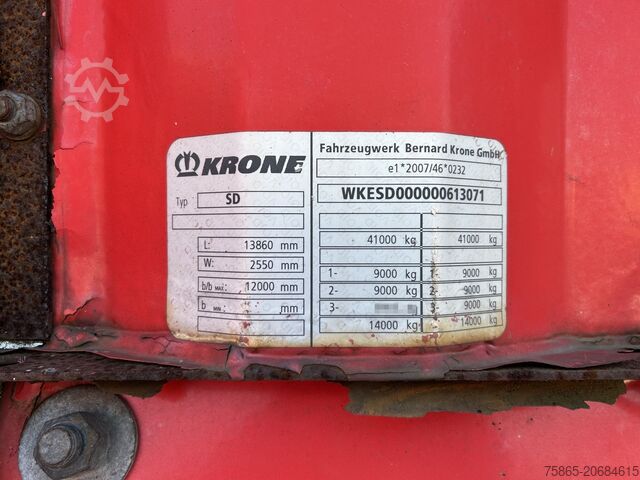 KRONE
Typ SD
L: 13860 mm
W: 2550 mm
b/b MAX: 12000 mm
b MIN: mm
Fahrzeugwerk Bernard Krone GmbH
e1*2007/46*0232
WKESD000000613071
41000 kg 41000 kg
1- 9000 kg 1- 9000 kg
2- 9000 kg 2- 9000 kg
3- 3- 9000 kg
14000 kg 14000 kg
75865-20684615